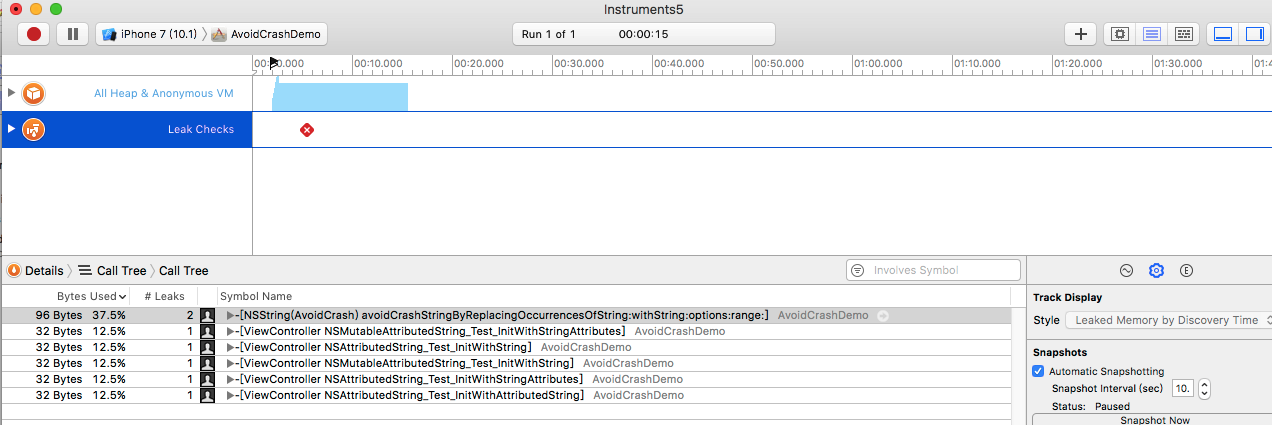 Instruments5
iPhone 7 (10.1) AvoidCrashDemo Run 1 of 1 00:00:15
00:00.000 00:10.000 00:20.000 00:30.000 00:40.000 00:50.000 01:00.000 01:10.000 01:20.000 01:30.000 01:4
All Heap & Anonymous VM
Leak Checks
Details Call Tree Call Tree Involves Symbol E
Bytes Used # Leaks Symbol Name
96 Bytes 37.5% 2 -[NSString(AvoidCrash) avoidCrashStringByReplacingOccurrencesOfString:withString:options:range:] AvoidCrashDemo
32 Bytes 12.5% 1 -[ViewController NSMutableAttributedString_Test_InitWithStringAttributes] AvoidCrashDemo
32 Bytes 12.5% 1 -[ViewController NSAttributedString_Test_InitWithString] AvoidCrashDemo
32 Bytes 12.5% 1 -[ViewController NSMutableAttributedString_Test_InitWithString] AvoidCrashDemo
32 Bytes 12.5% 1 -[ViewController NSAttributedString_Test_InitWithStringAttributes] AvoidCrashDemo
32 Bytes 12.5% 1 -[ViewController NSAttributedString_Test_InitWithAttributedString] AvoidCrashDemo
Track Display
Style Leaked Memory by Discovery Time
Snapshots
Automatic Snapshotting
Snapshot Interval (sec) 10.
Status: Paused
Snapshot Now